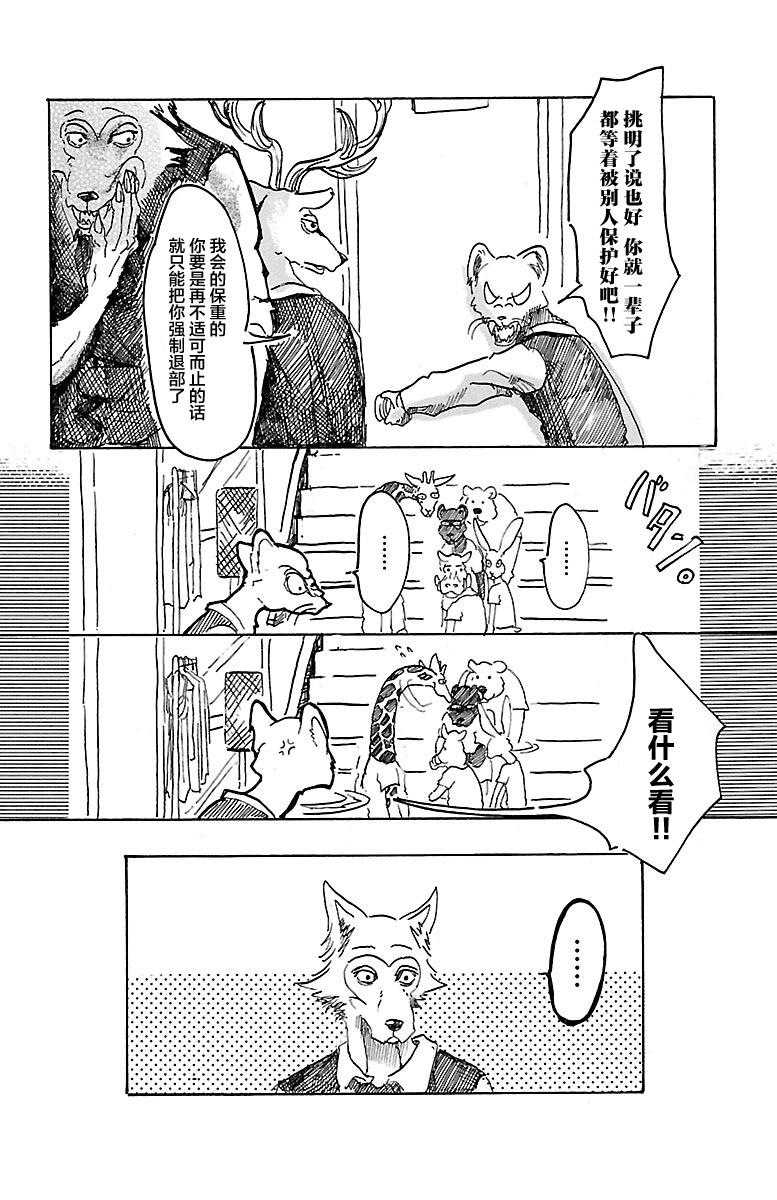 挑明了说也好 你就一辈子
都等着被别人保护好吧!!
我会的保重的
你要是再不适可而止的话
就只能把你强制退部了
バターン。
……
……
看什么看!!
……